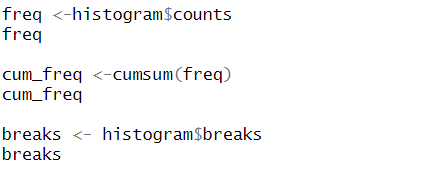 freq <-histogram$counts
freq
cum_freq <-cumsum(freq)
cum_freq
breaks <- histogram$breaks
breaks